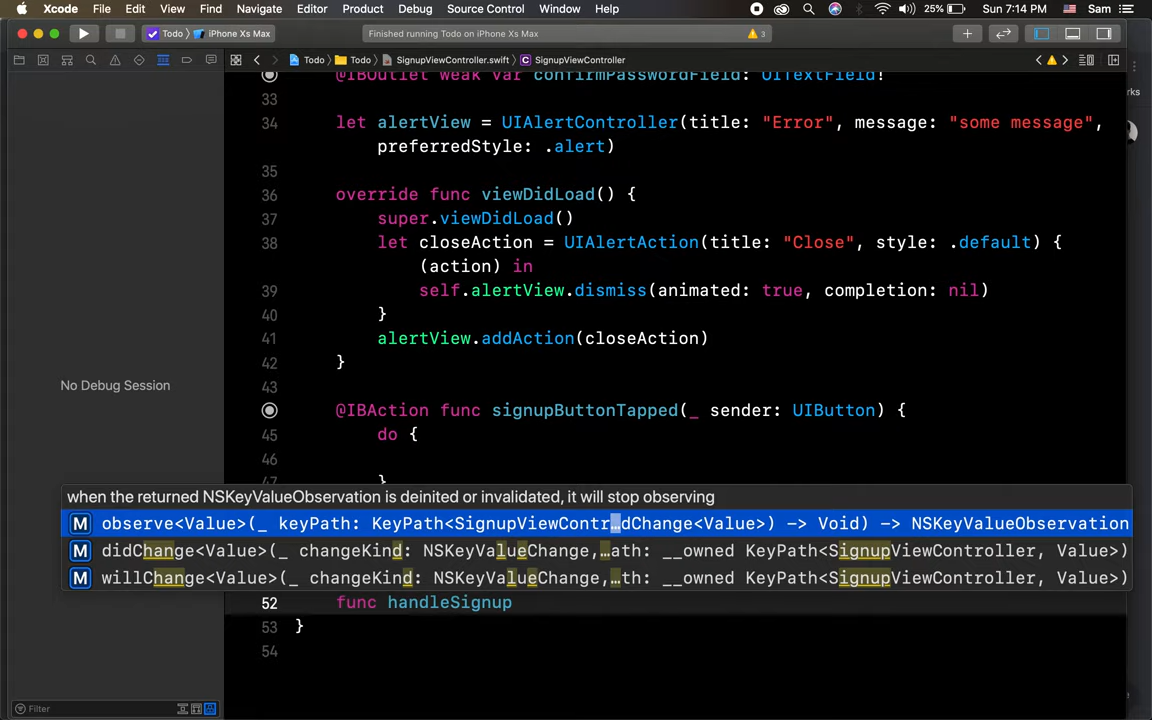 Xcode File Edit View Find Navigate Editor Product Debug Source Control Window Help 25% Sun 7:14 PM Sam
Todo iPhone Xs Max Finished running Todo on iPhone Xs Max 3
Todo Todo SignupViewController.swift SignupViewController
@IBOutlet weak var confirmPasswordField: UITextField!
33
34 let alertView = UIAlertController(title: "Error", message: "some message",
preferredStyle: .alert)
35
36 override func viewDidLoad() {
37 super.viewDidLoad()
38 let closeAction = UIAlertAction(title: "Close", style: .default) {
(action) in
39 self.alertView.dismiss(animated: true, completion: nil)
40 }
41 alertView.addAction(closeAction)
42 }
43
@IBAction func signupButtonTapped(_ sender: UIButton) {
45 do {
46
47 }
No Debug Session
when the returned NSKeyValueObservation is deinited or invalidated, it will stop observing
M observe<Value>(_ keyPath: KeyPath<SignupViewContr…dChange<Value>) -> Void) -> NSKeyValueObservation
M didChange<Value>(_ changeKind: NSKeyValueChange,…ath: __owned KeyPath<SignupViewController, Value>)
M willChange<Value>(_ changeKind: NSKeyValueChange,…th: __owned KeyPath<SignupViewController, Value>)
52 func handleSignup
53 }
54
Filter